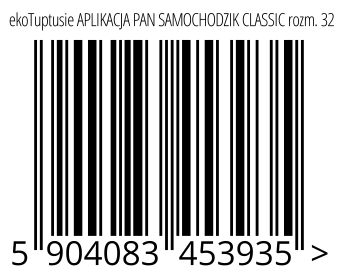 ekoTuptusie APLIKACJA PAN SAMOCHODZIK CLASSIC rozm. 32
5 904083 453935 >